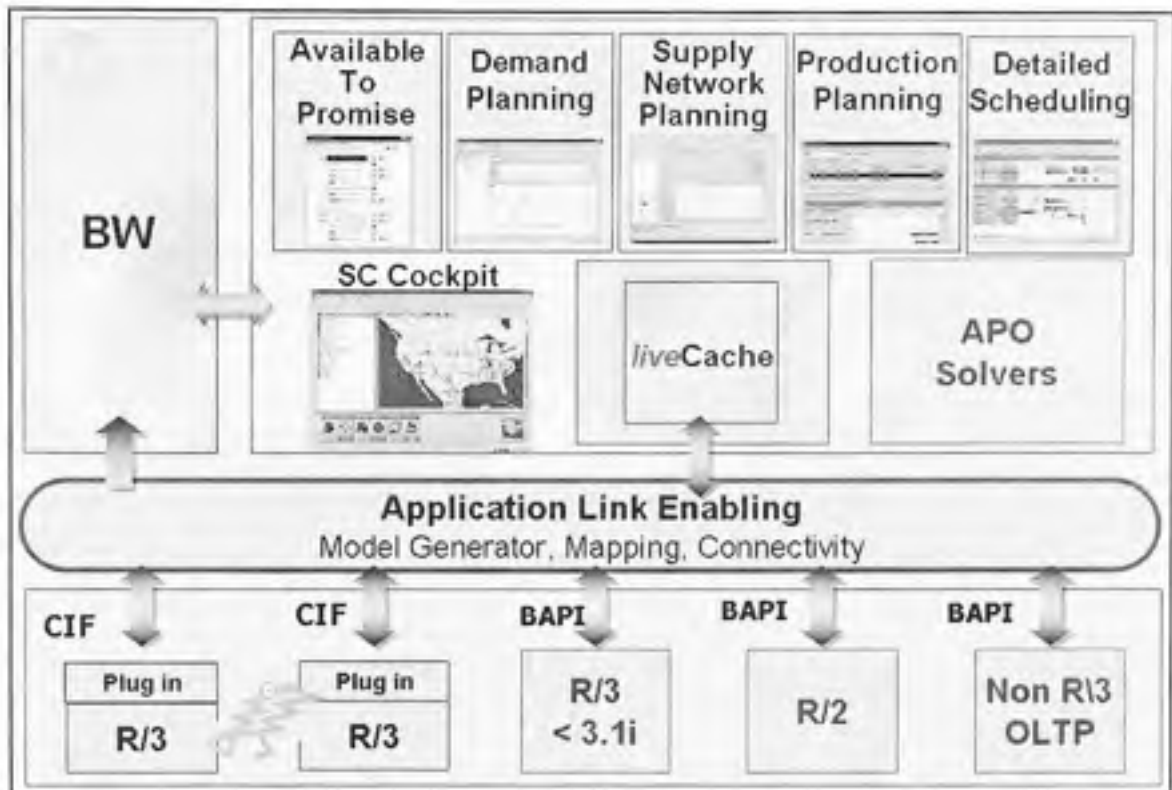 BW
Available
To
Promise
Demand
Planning
Supply
Network
Planning
Production
Planning
Detailed
Scheduling
SC Cockpit
liveCache
APO
Solvers
Application Link Enabling
Model Generator, Mapping, Connectivity
CIF
CIF
BAPI
BAPI
BAPI
Plug in
R/3
Plug in
R/3
R/3
< 3.1i
R/2
Non R\3
OLTP